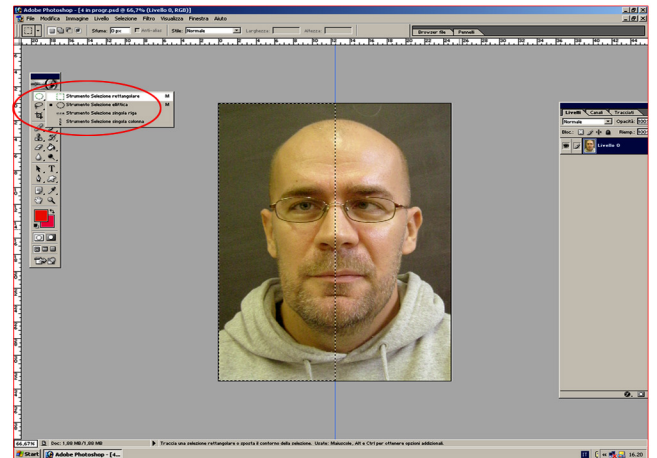 Adobe Photoshop - [+ in progr.psd @ 66,7% (Livello 0, RGB)]
File Modifica Immagine Livello Selezione Filtro Visualizza Finestra Aiuto
Sfuma: 0 px Anti-alias Stile: Normale Larghezza: Altezza: Browser file Pennelli
Strumento Selezione rettangolare M
Strumento Selezione ellittica M
Strumento Selezione singola riga
Strumento Selezione singola colonna
Livelli Canali Tracciati
Normale Opacità: 100
Bloc.: Riemp.: 100
Livello 0
66,67% Doc: 1,00 MB/1,00 MB Traccia una selezione rettangolare o sposta il contorno della selezione. Usate: Maiuscole, Alt e Ctrl per ottenere opzioni addizionali.
Start Adobe Photoshop - [+... 16.20